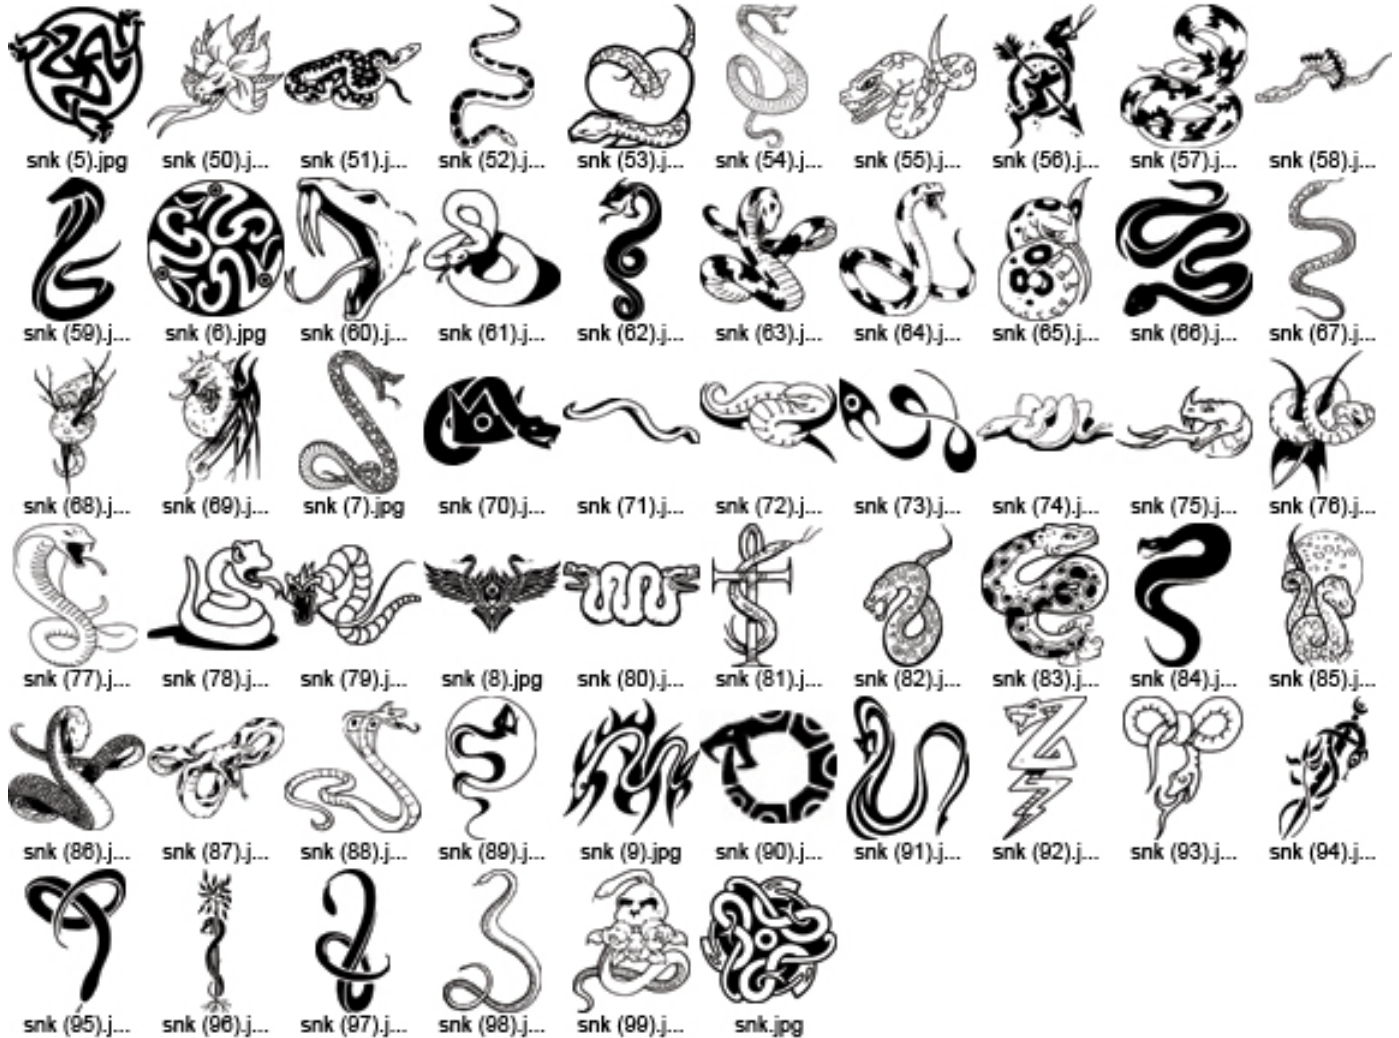 snk (5).jpg snk (50).j... snk (51).j... snk (52).j... snk (53).j... snk (54).j... snk (55).j... snk (56).j... snk (57).j... snk (58).j...
snk (59).j... snk (6).jpg snk (60).j... snk (61).j... snk (62).j... snk (63).j... snk (64).j... snk (65).j... snk (66).j... snk (67).j...
snk (68).j... snk (69).j... snk (7).jpg snk (70).j... snk (71).j... snk (72).j... snk (73).j... snk (74).j... snk (75).j... snk (76).j...
snk (77).j... snk (78).j... snk (79).j... snk (8).jpg snk (80).j... snk (81).j... snk (82).j... snk (83).j... snk (84).j... snk (85).j...
snk (86).j... snk (87).j... snk (88).j... snk (89).j... snk (9).jpg snk (90).j... snk (91).j... snk (92).j... snk (93).j... snk (94).j...
snk (95).j... snk (96).j... snk (97).j... snk (98).j... snk (99).j... snk.jpg